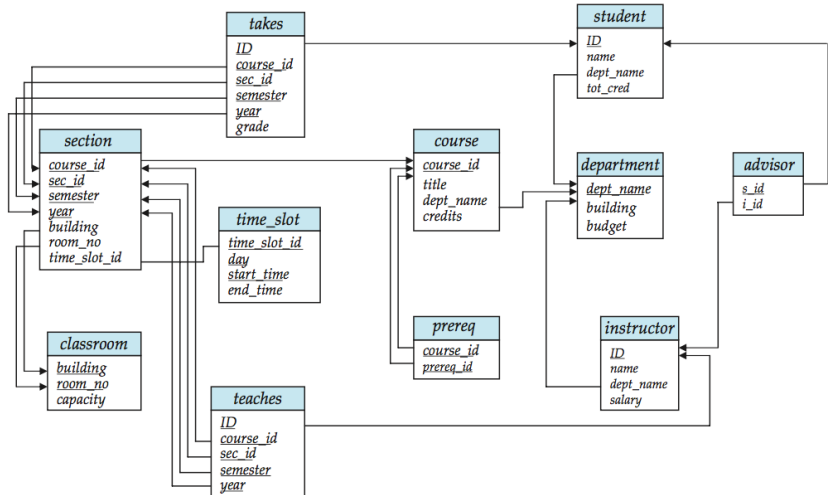 takes
ID
course_id
sec_id
semester
year
grade
student
ID
name
dept_name
tot_cred
section
course_id
sec_id
semester
year
building
room_no
time_slot_id
course
course_id
title
dept_name
credits
department
dept_name
building
budget
advisor
s_id
i_id
time_slot
time_slot_id
day
start_time
end_time
prereq
course_id
prereq_id
instructor
ID
name
dept_name
salary
classroom
building
room_no
capacity
teaches
ID
course_id
sec_id
semester
year